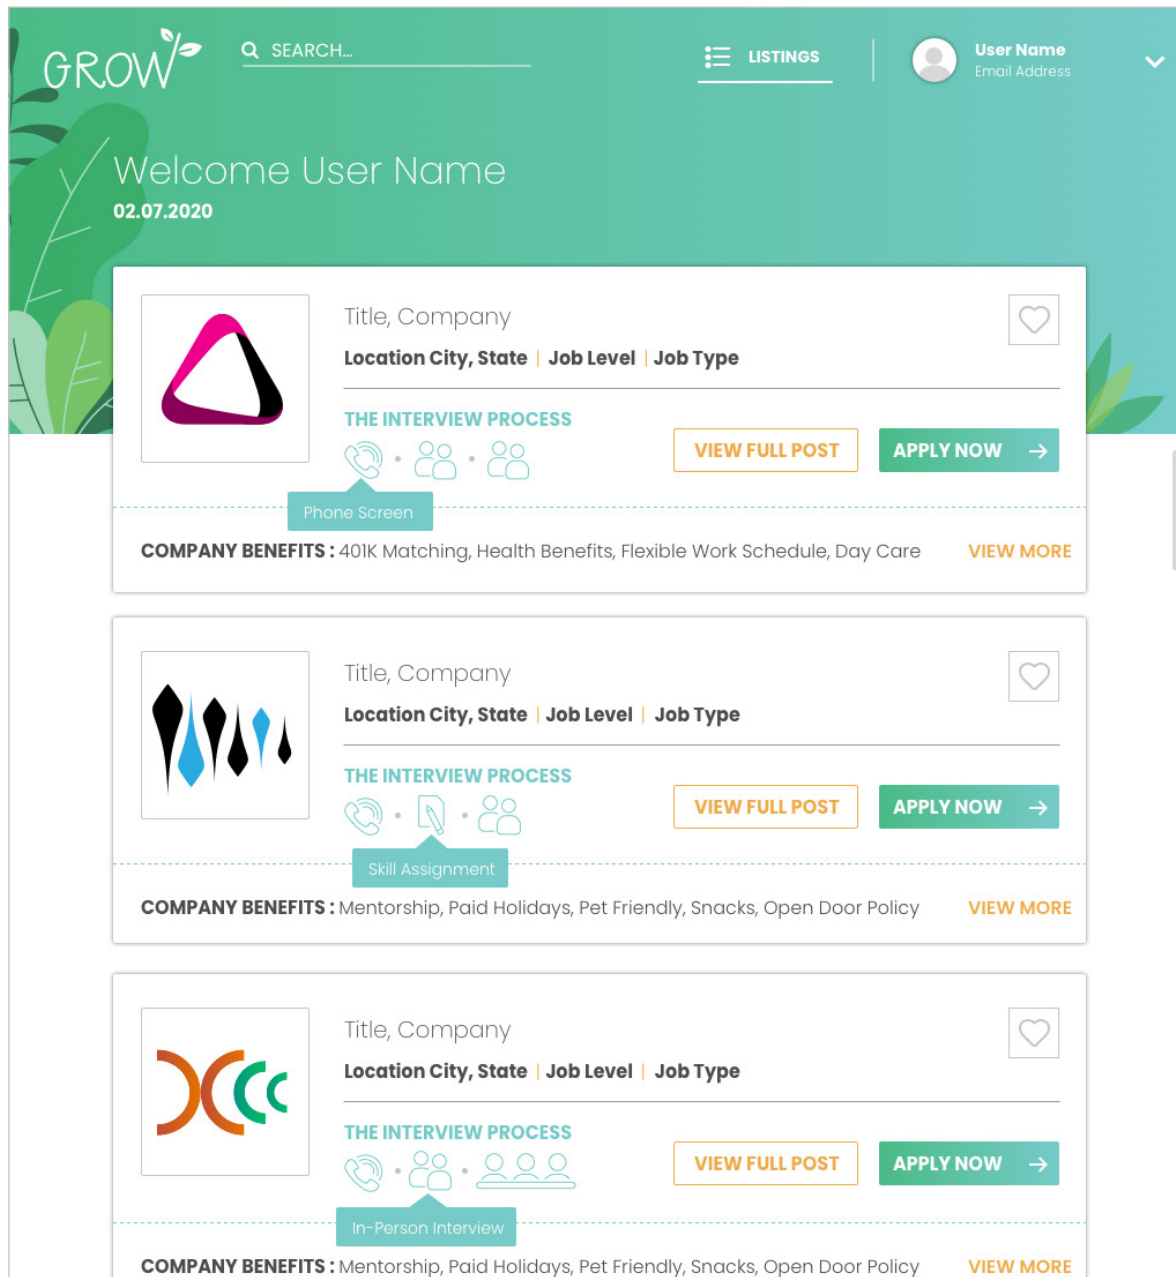 GROW
SEARCH...
LISTINGS
User Name
Email Address
Welcome User Name
02.07.2020
Title, Company
Location City, State | Job Level | Job Type
THE INTERVIEW PROCESS
VIEW FULL POST
APPLY NOW
Phone Screen
COMPANY BENEFITS : 401K Matching, Health Benefits, Flexible Work Schedule, Day Care
VIEW MORE
Title, Company
Location City, State | Job Level | Job Type
THE INTERVIEW PROCESS
VIEW FULL POST
APPLY NOW
Skill Assignment
COMPANY BENEFITS : Mentorship, Paid Holidays, Pet Friendly, Snacks, Open Door Policy
VIEW MORE
Title, Company
Location City, State | Job Level | Job Type
THE INTERVIEW PROCESS
VIEW FULL POST
APPLY NOW
In-Person Interview
COMPANY BENEFITS : Mentorship, Paid Holidays, Pet Friendly, Snacks, Open Door Policy
VIEW MORE